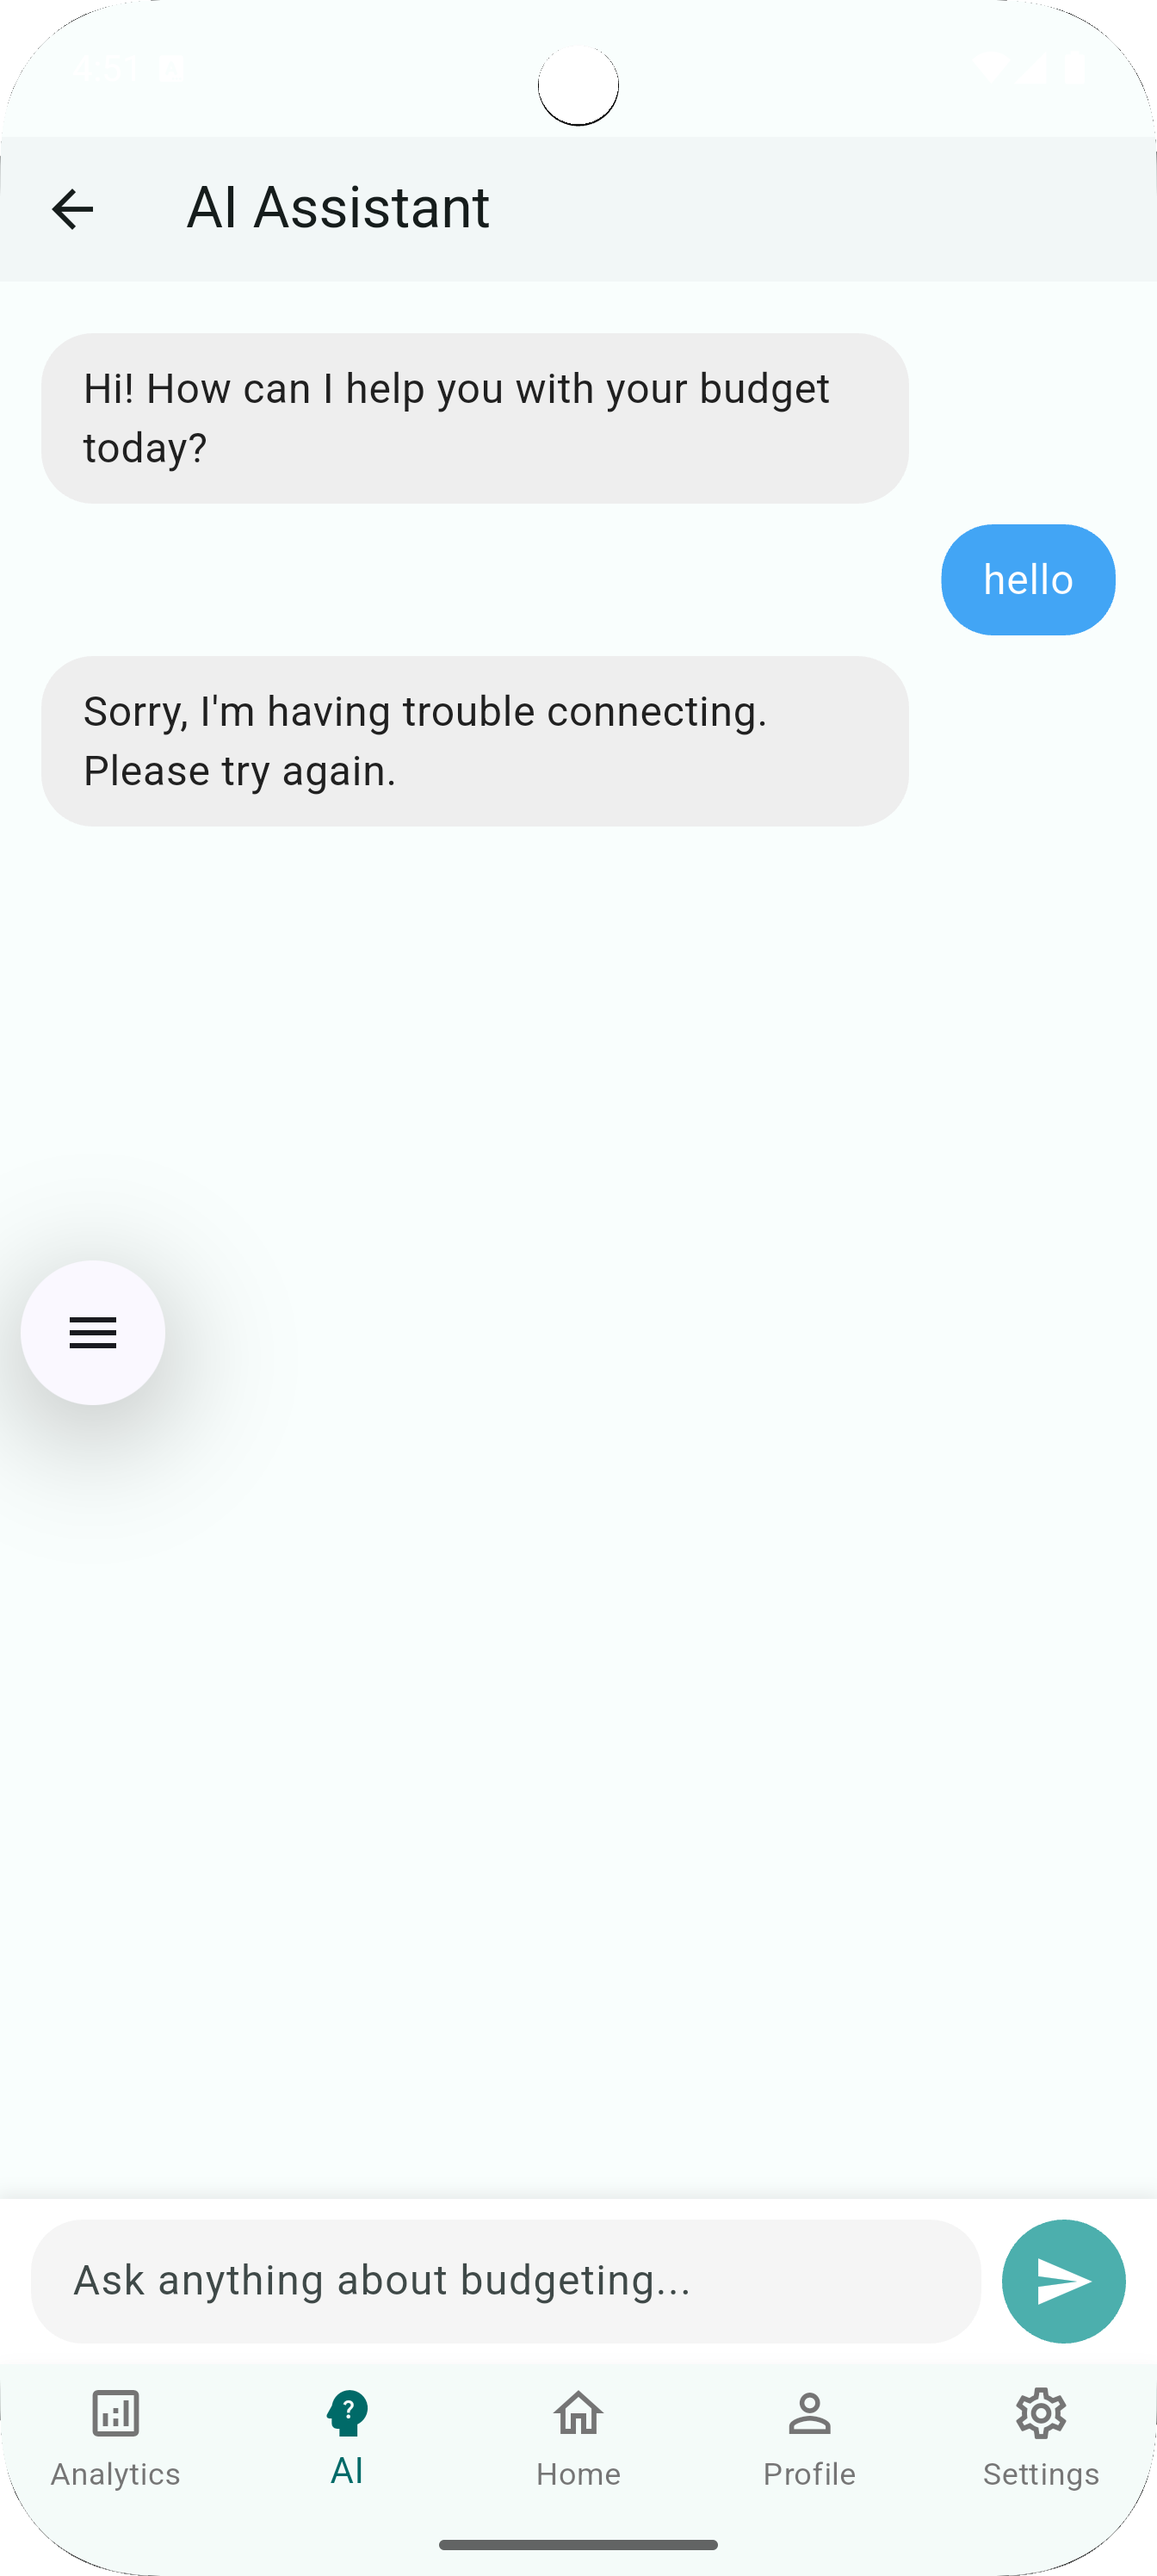 4:51
AI Assistant
Hi! How can I help you with your budget
today?
hello
Sorry, I'm having trouble connecting.
Please try again.
Ask anything about budgeting...
Analytics
AI
Home
Profile
Settings